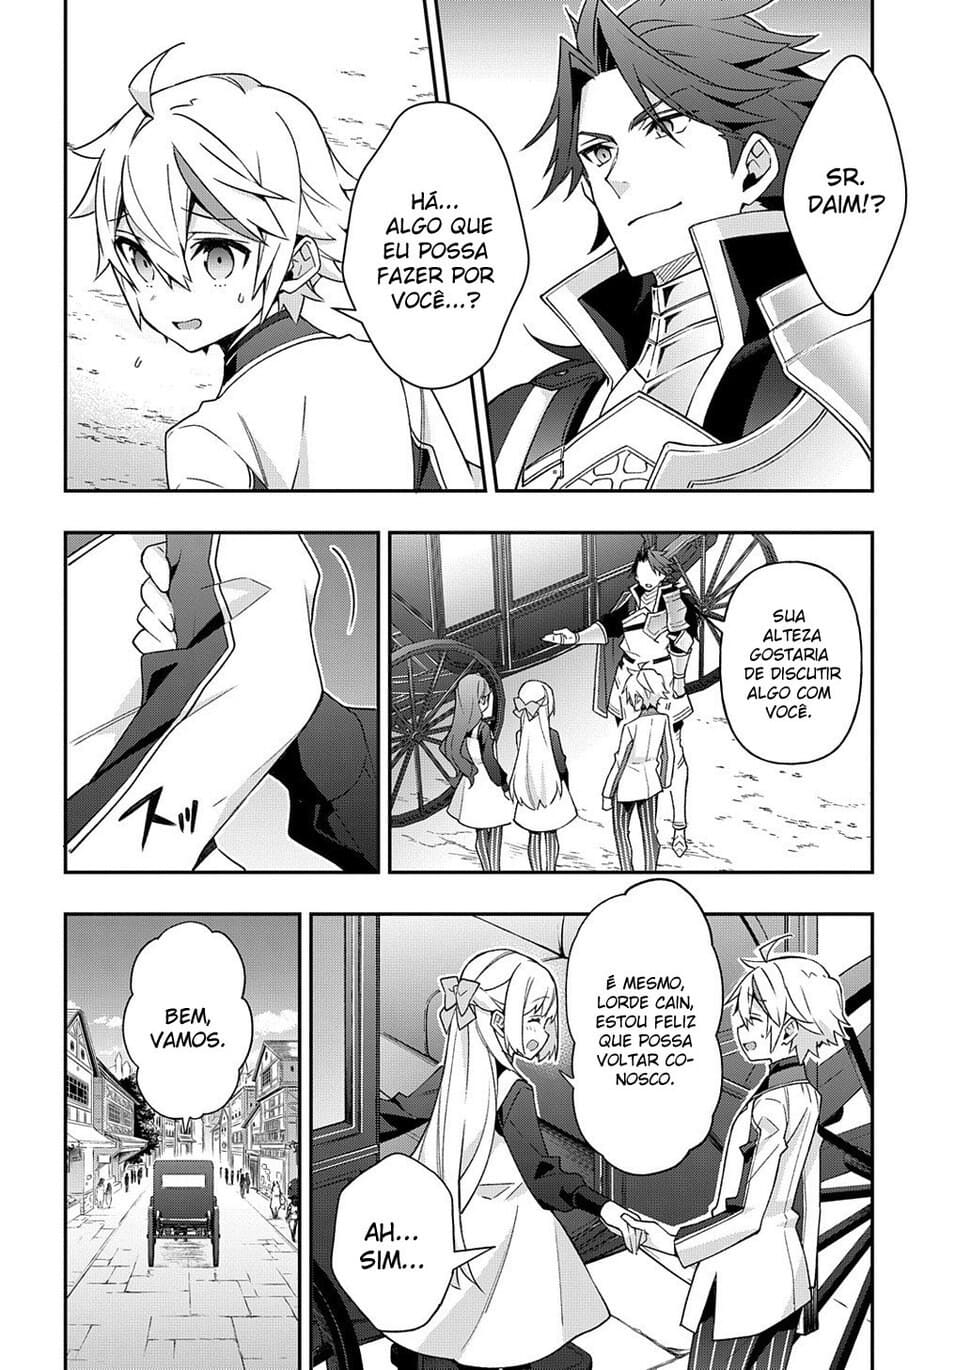 SR.
DAIM!?
HÁ...
ALGO QUE
EU POSSA
FAZER POR
VOCÊ...?
SUA
ALTEZA
GOSTARIA
DE DISCUTIR
ALGO COM
VOCÊ.
スッ
É MESMO,
LORDE CAIN,
ESTOU FELIZ
QUE POSSA
VOLTAR CO-
NOSCO.
AH...
SIM...
BEM,
VAMOS.